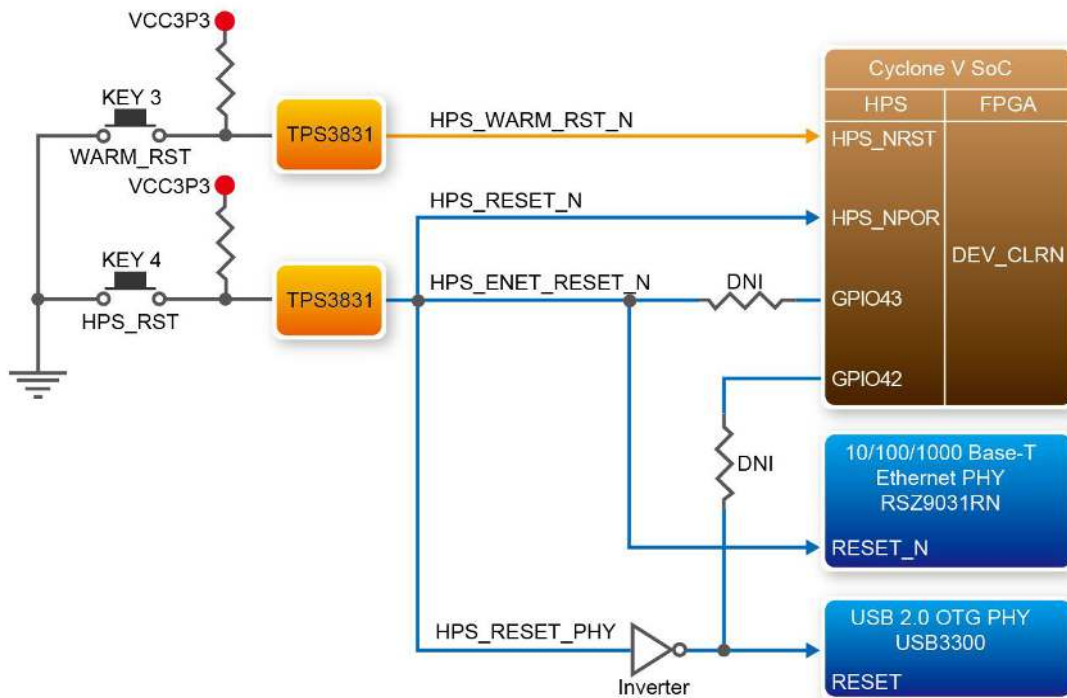 VCC3P3
KEY 3
WARM_RST
TPS3831
HPS_WARM_RST_N
VCC3P3
KEY 4
HPS_RST
TPS3831
HPS_RESET_N
HPS_ENET_RESET_N
DNI
DNI
HPS_RESET_PHY
Inverter
Cyclone V SoC
HPS
FPGA
HPS_NRST
HPS_NPOR
DEV_CLRN
GPIO43
GPIO42
10/100/1000 Base-T
Ethernet PHY
RSZ9031RN
RESET_N
USB 2.0 OTG PHY
USB3300
RESET